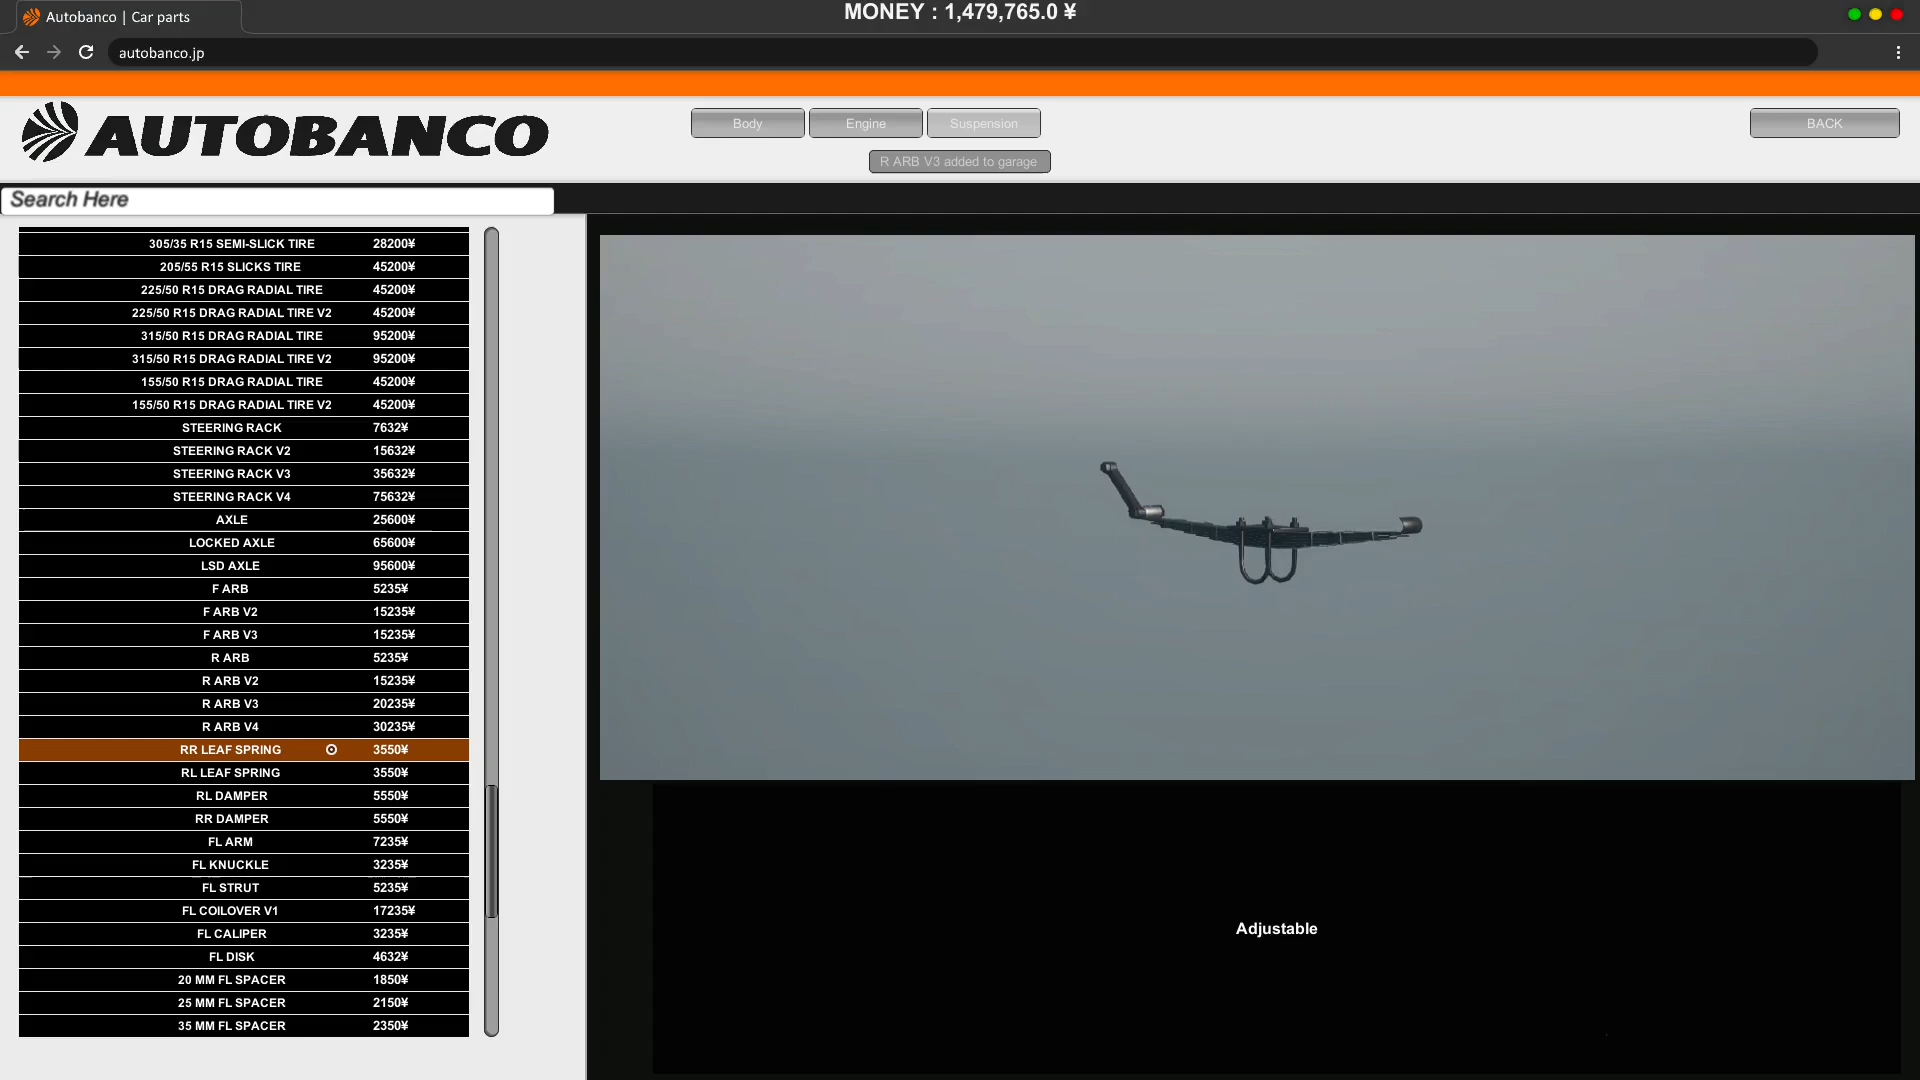 Autobanco | Car parts
MONEY : 1,479,765.0 ¥
autobanco.jp
AUTOBANCO
Body
Engine
Suspension
BACK
R ARB V3 added to garage
Search Here
305/35 R15 SEMI-SLICK TIRE 28200¥
205/55 R15 SLICKS TIRE 45200¥
225/50 R15 DRAG RADIAL TIRE 45200¥
225/50 R15 DRAG RADIAL TIRE V2 45200¥
315/50 R15 DRAG RADIAL TIRE 95200¥
315/50 R15 DRAG RADIAL TIRE V2 95200¥
155/50 R15 DRAG RADIAL TIRE 45200¥
155/50 R15 DRAG RADIAL TIRE V2 45200¥
STEERING RACK 7632¥
STEERING RACK V2 15632¥
STEERING RACK V3 35632¥
STEERING RACK V4 75632¥
AXLE 25600¥
LOCKED AXLE 65600¥
LSD AXLE 95600¥
F ARB 5235¥
F ARB V2 15235¥
F ARB V3 15235¥
R ARB 5235¥
R ARB V2 15235¥
R ARB V3 20235¥
R ARB V4 30235¥
RR LEAF SPRING 3550¥
RL LEAF SPRING 3550¥
RL DAMPER 5550¥
RR DAMPER 5550¥
FL ARM 7235¥
FL KNUCKLE 3235¥
FL STRUT 5235¥
FL COILOVER V1 17235¥
FL CALIPER 3235¥
FL DISK 4632¥
20 MM FL SPACER 1850¥
25 MM FL SPACER 2150¥
35 MM FL SPACER 2350¥
Adjustable